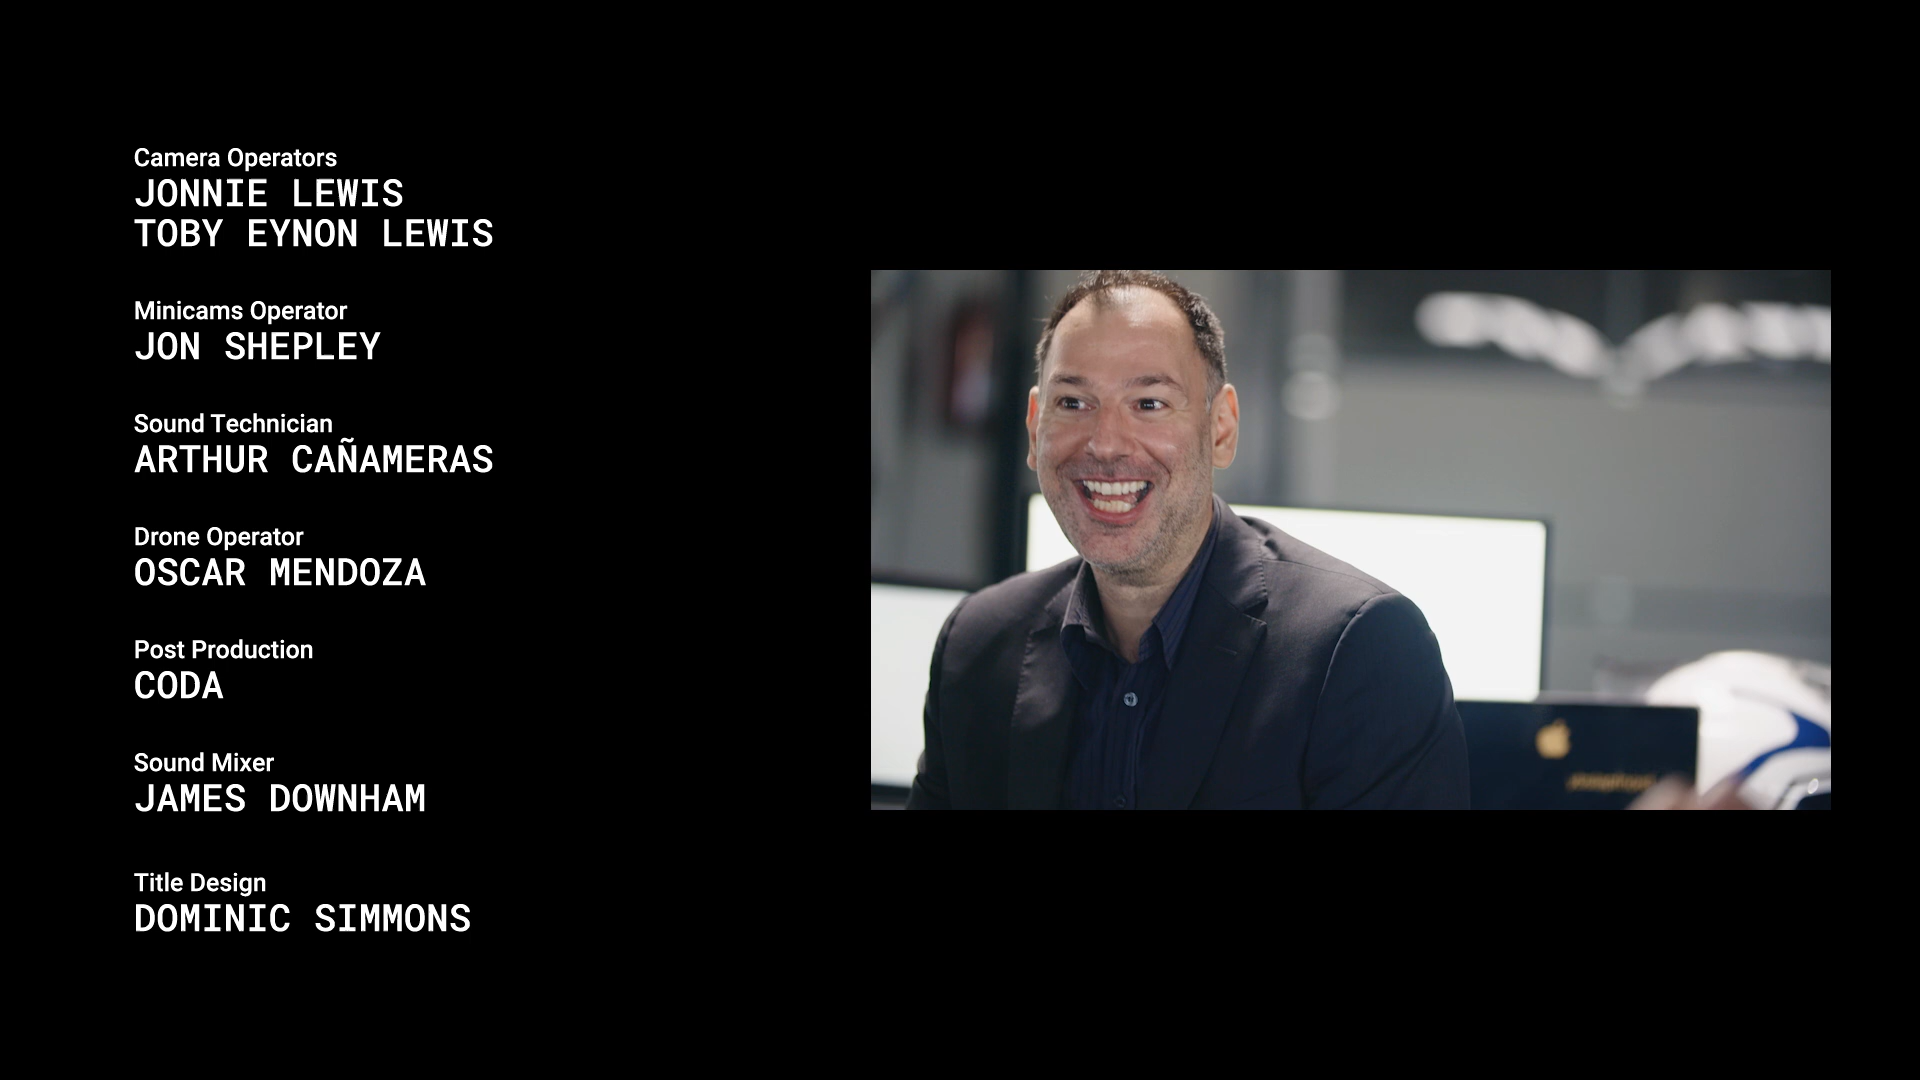 Camera Operators
JONNIE LEWIS
TOBY EYNON LEWIS
Minicams Operator
JON SHEPLEY
Sound Technician
ARTHUR CAÑAMERAS
Drone Operator
OSCAR MENDOZA
Post Production
CODA
Sound Mixer
JAMES DOWNHAM
Title Design
DOMINIC SIMMONS